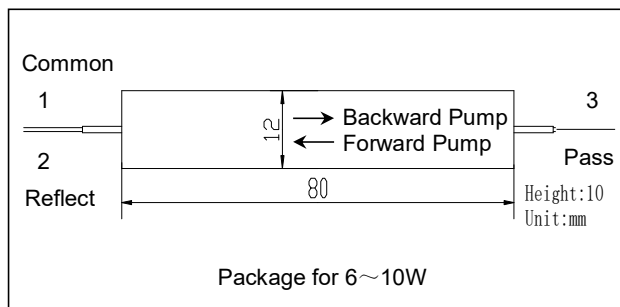 Common
1
3
12
Backward Pump
Forward Pump
2
Pass
Reflect
80
Height:10
Unit:mm
Package for 6～10W